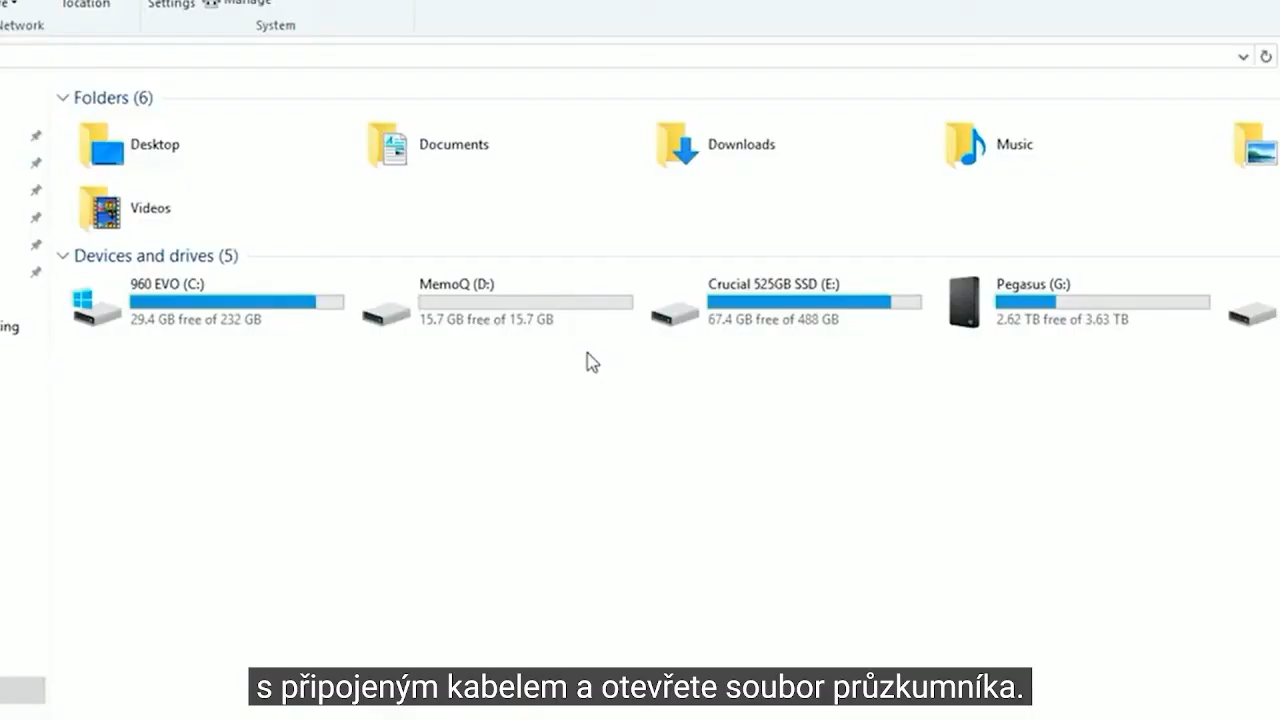 location
Settings
Manage
Network
System
Folders (6)
Desktop
Documents
Downloads
Music
Videos
Devices and drives (5)
960 EVO (C:)
MemoQ (D:)
Crucial 525GB SSD (E:)
Pegasus (G:)
29.4 GB free of 232 GB
15.7 GB free of 15.7 GB
67.4 GB free of 488 GB
2.62 TB free of 3.63 TB
ing
s připojeným kabelem a otevřete soubor průzkumníka.